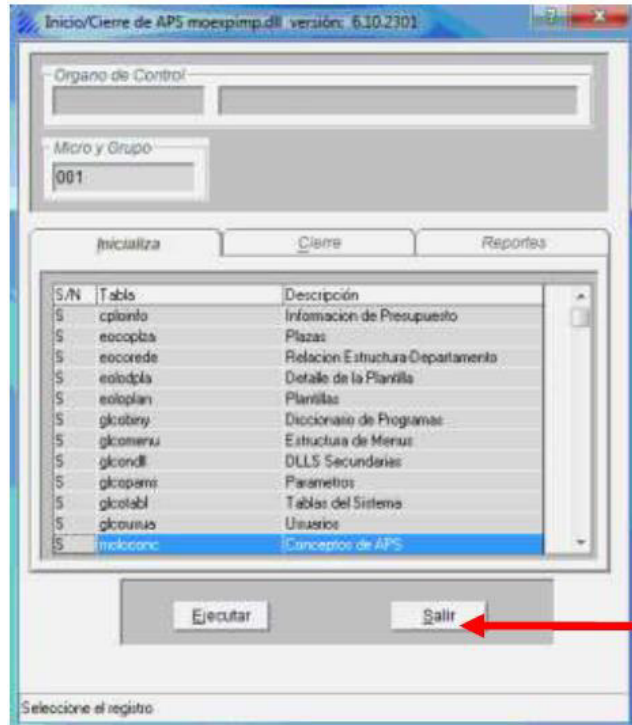 Inicio/Cierre de APS moexpimp.dll versión: 6.10.2301
Organo de Control
Micro y Grupo
001
Inicializa Cierre Reportes
S/N Tabla Descripción
S cploinfo Informacion de Presupuesto
S eocoplza Plazas
S eocorede Relacion Estructura-Departamento
S eolodpla Detalle de la Plantilla
S eoloplan Plantillas
S glcobiny Diccionario de Programas
S glcomenu Estructura de Menus
S glcondll DLLS Secundarias
S glcopams Parametros
S glcotabl Tablas del Sistema
S glcousua Usuarios
S moloconc Conceptos de APS
Ejecutar Salir
Seleccione el registro